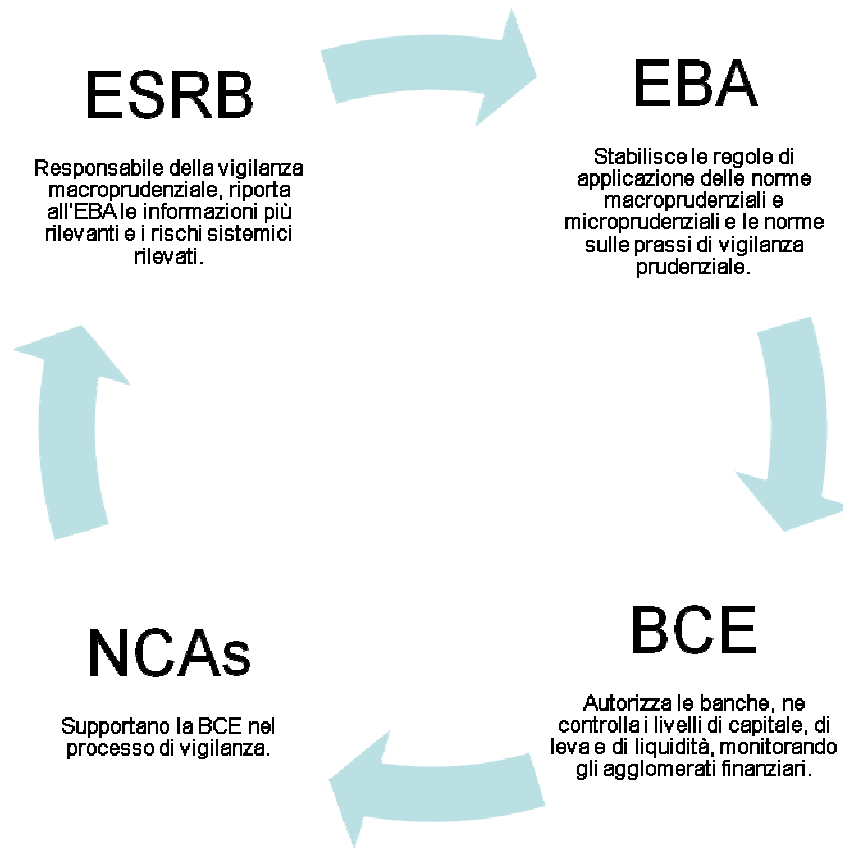 ESRB
Responsabile della vigilanza
macroprudenziale, riporta
all'EBA le informazioni più
rilevanti e i rischi sistemici
rilevati.
EBA
Stabilisce le regole di
applicazione delle norme
macroprudenziali e
microprudenziali e le norme
sulle prassi di vigilanza
prudenziale.
BCE
Autorizza le banche, ne
controlla i livelli di capitale, di
leva e di liquidità, monitorando
gli agglomerati finanziari.
NCAs
Supportano la BCE nel
processo di vigilanza.